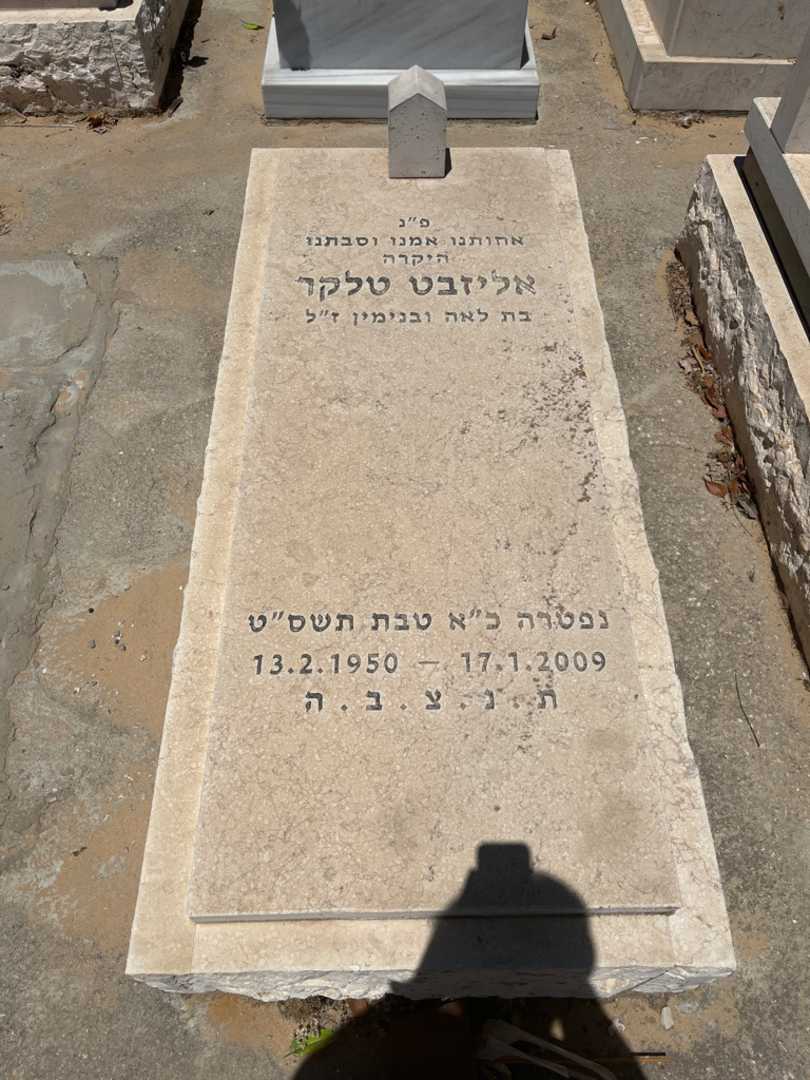 פ"נ
אחותנו אמנו וסבתנו
היקרה
אליזבט טלקר
בת לאה ובנימין ז"ל
נפטרה כ"א טבת תשס"ט
13.2.1950 – 17.1.2009
ת.נ.צ.ב.ה